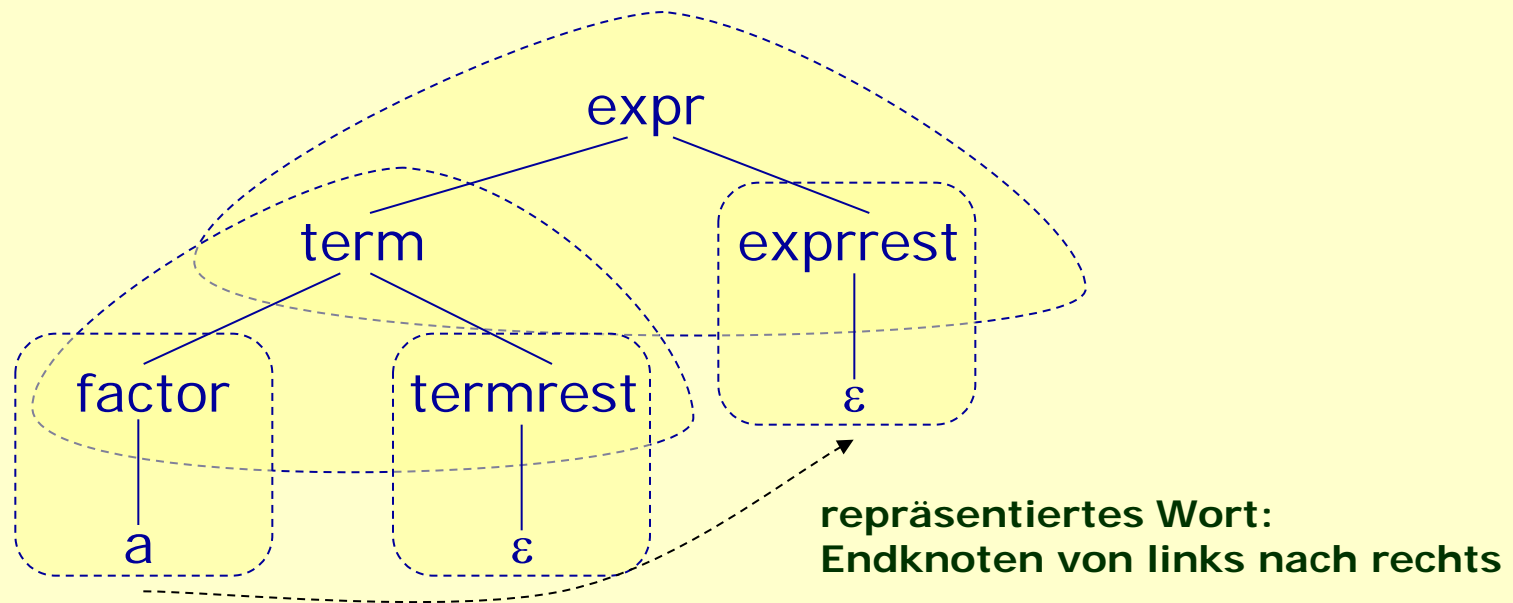 expr
term exprrest
factor termrest ε
a ε
repräsentiertes Wort:
Endknoten von links nach rechts